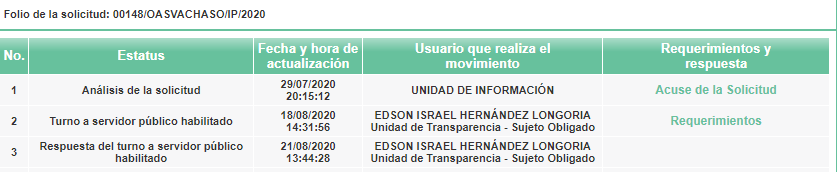 Folio de la solicitud: 00148/OASVACHASO/IP/2020
No. Estatus Fecha y hora de actualización Usuario que realiza el movimiento Requerimientos y respuesta
1 Análisis de la solicitud 29/07/2020 20:15:12 UNIDAD DE INFORMACIÓN Acuse de la Solicitud
2 Turno a servidor público habilitado 18/08/2020 14:31:56 EDSON ISRAEL HERNÁNDEZ LONGORIA Unidad de Transparencia - Sujeto Obligado Requerimientos
3 Respuesta del turno a servidor público habilitado 21/08/2020 13:44:28 EDSON ISRAEL HERNÁNDEZ LONGORIA Unidad de Transparencia - Sujeto Obligado